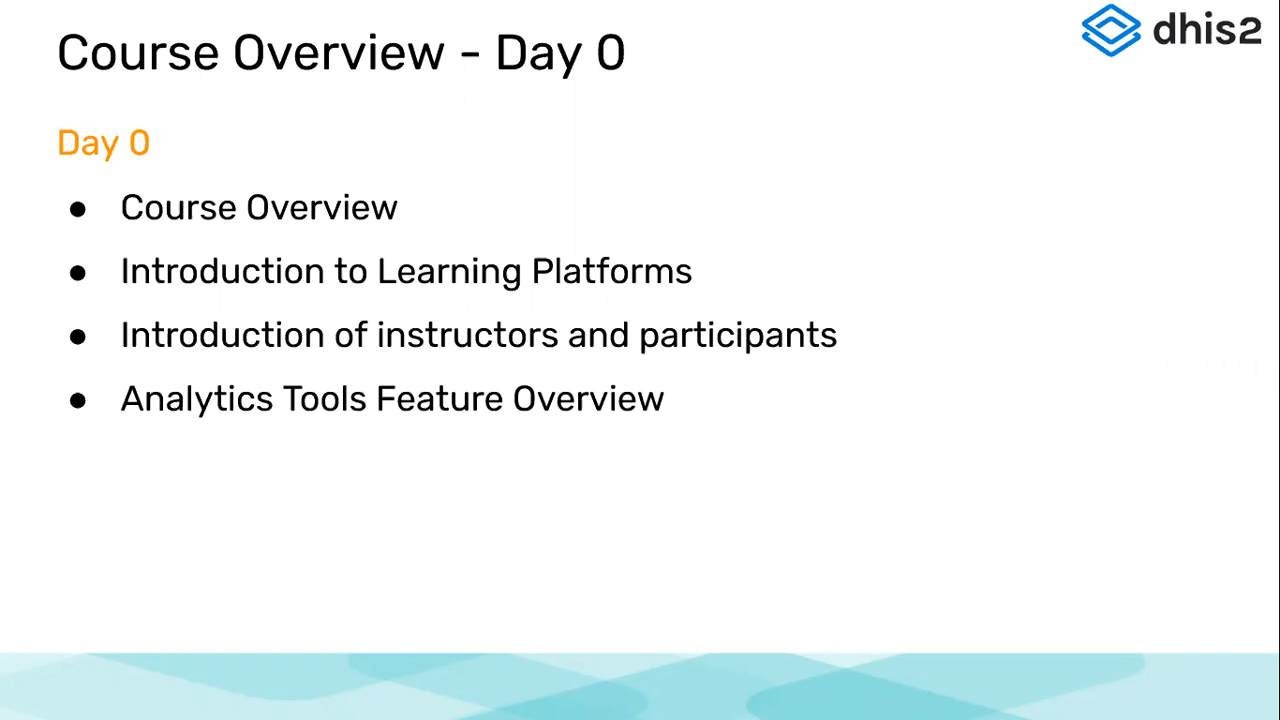 Course Overview - Day 0
dhis2
Day 0
● Course Overview
● Introduction to Learning Platforms
● Introduction of instructors and participants
● Analytics Tools Feature Overview